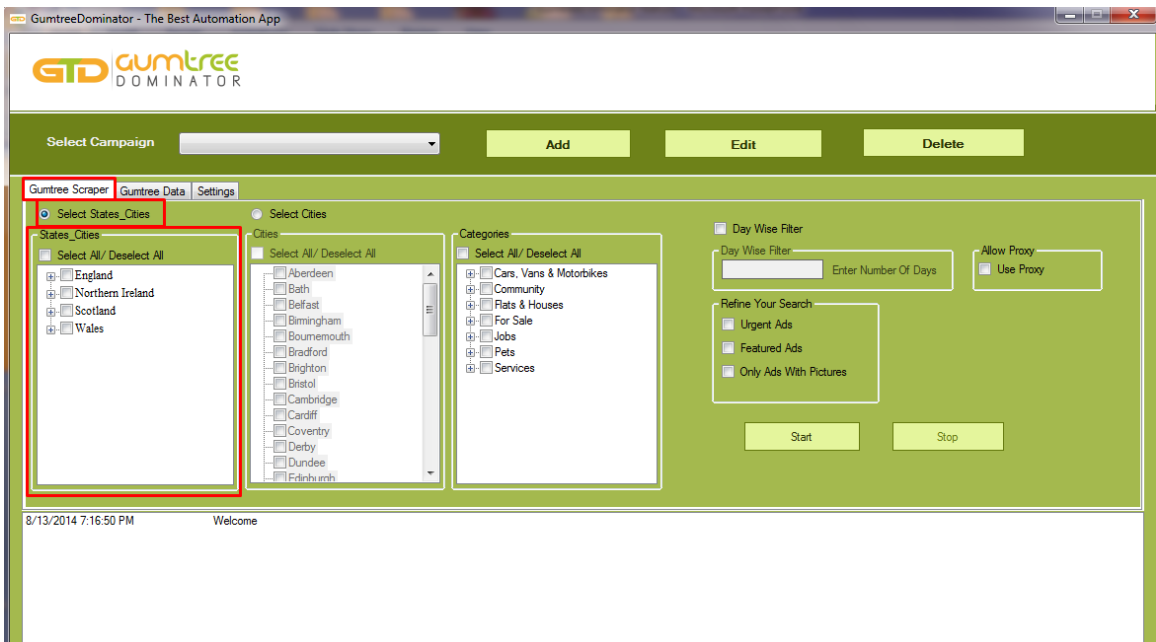 GumtreeDominator - The Best Automation App
GTD gumtree
DOMINATOR
Select Campaign Add Edit Delete
Gumtree Scraper Gumtree Data Settings
Select States_Cities
Select Cities
States_Cities
Select All/ Deselect All
England
Northern Ireland
Scotland
Wales
Cities
Select All/ Deselect All
Aberdeen
Bath
Belfast
Birmingham
Bournemouth
Bradford
Brighton
Bristol
Cambridge
Cardiff
Coventry
Derby
Dundee
Edinburgh
Categories
Select All/ Deselect All
Cars, Vans & Motorbikes
Community
Flats & Houses
For Sale
Jobs
Pets
Services
Day Wise Filter
Day Wise Filter
Enter Number Of Days
Allow Proxy
Use Proxy
Refine Your Search
Urgent Ads
Featured Ads
Only Ads With Pictures
Start Stop
8/13/2014 7:16:50 PM Welcome